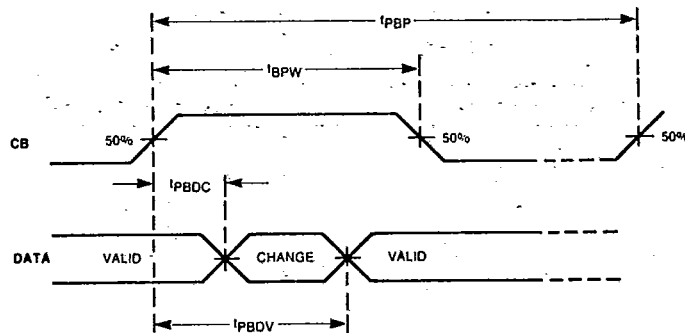 tPBP
tBPW
CB
50%
50%
50%
tPBDC
DATA
VALID
CHANGE
VALID
tPBDV